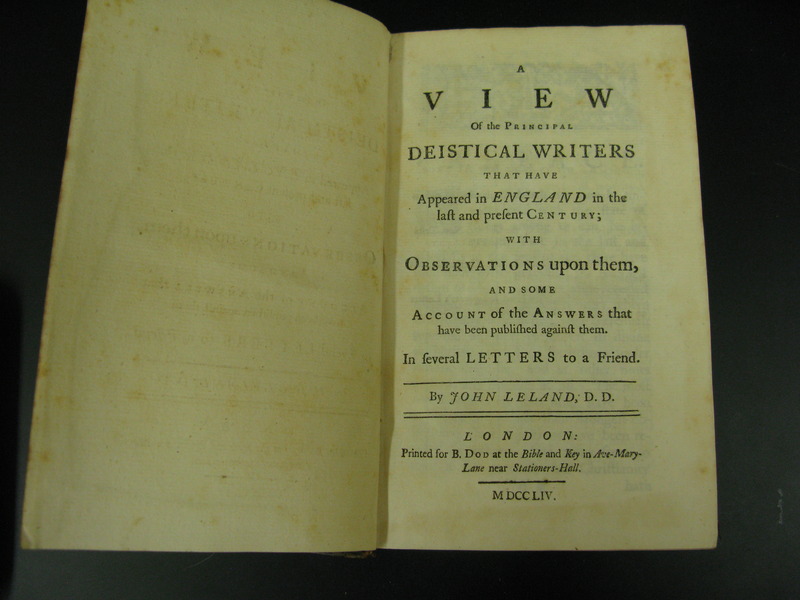 A
VIEW
Of the PRINCIPAL
DEISTICAL WRITERS
THAT HAVE
Appeared in ENGLAND in the
laſt and preſent CENTURY;
WITH
OBSERVATIONS upon them,
AND SOME
ACCOUNT of the ANSWERS that
have been publiſhed againſt them.
In ſeveral LETTERS to a Friend.
By JOHN LELAND, D. D.
LONDON:
Printed for B. DOD at the Bible and Key in Ave-Mary-
Lane near Stationers-Hall.
MDCCLIV.